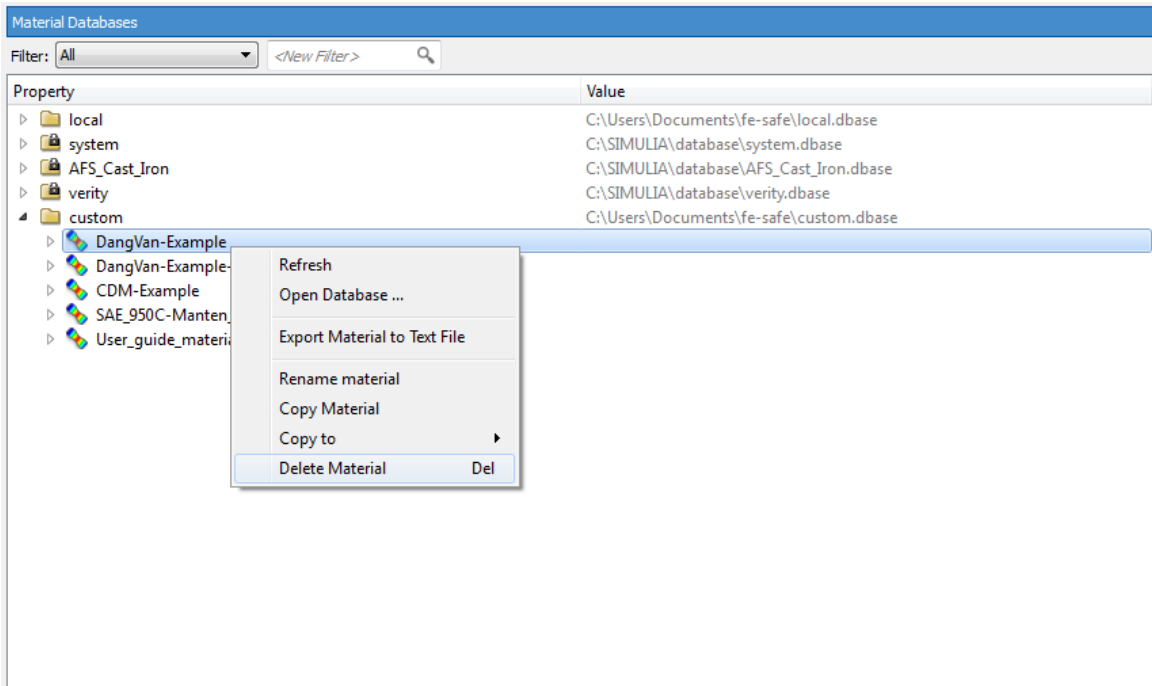 Material Databases
Filter: All <New Filter>
Property Value
local C:\Users\Documents\fe-safe\local.dbase
system C:\SIMULIA\database\system.dbase
AFS_Cast_Iron C:\SIMULIA\database\AFS_Cast_Iron.dbase
verity C:\SIMULIA\database\verity.dbase
custom C:\Users\Documents\fe-safe\custom.dbase
DangVan-Example
DangVan-Example-
CDM-Example
SAE_950C-Manten_
User_guide_materia
Refresh
Open Database ...
Export Material to Text File
Rename material
Copy Material
Copy to
Delete Material Del